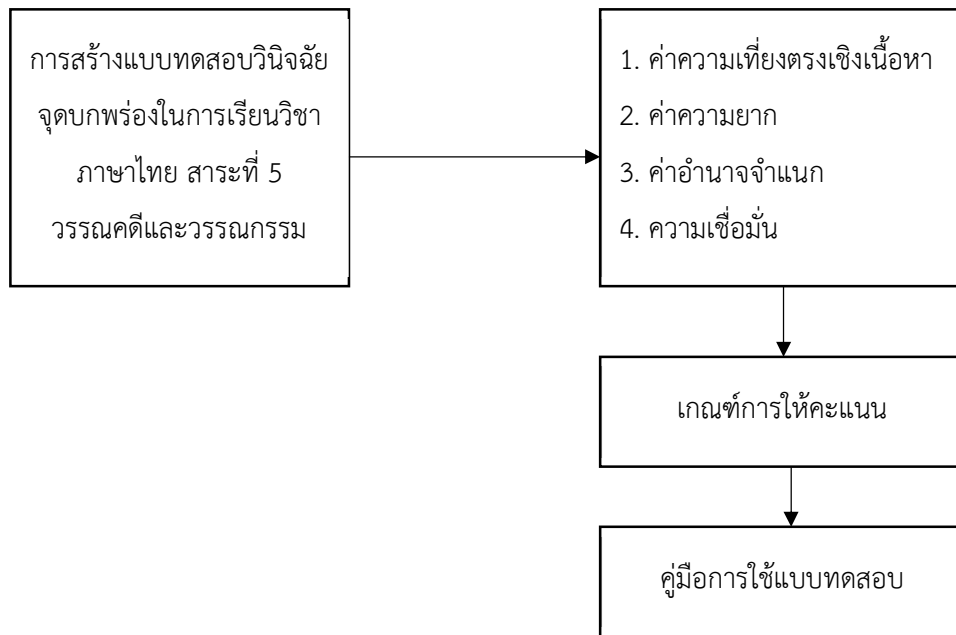 การสร้างแบบทดสอบวินิจฉัย
จุดบกพร่องในการเรียนวิชา
ภาษาไทย สาระที่ 5
วรรณคดีและวรรณกรรม
1. ค่าความเที่ยงตรงเชิงเนื้อหา
2. ค่าความยาก
3. ค่าอำนาจจำแนก
4. ความเชื่อมั่น
เกณฑ์การให้คะแนน
คู่มือการใช้แบบทดสอบ